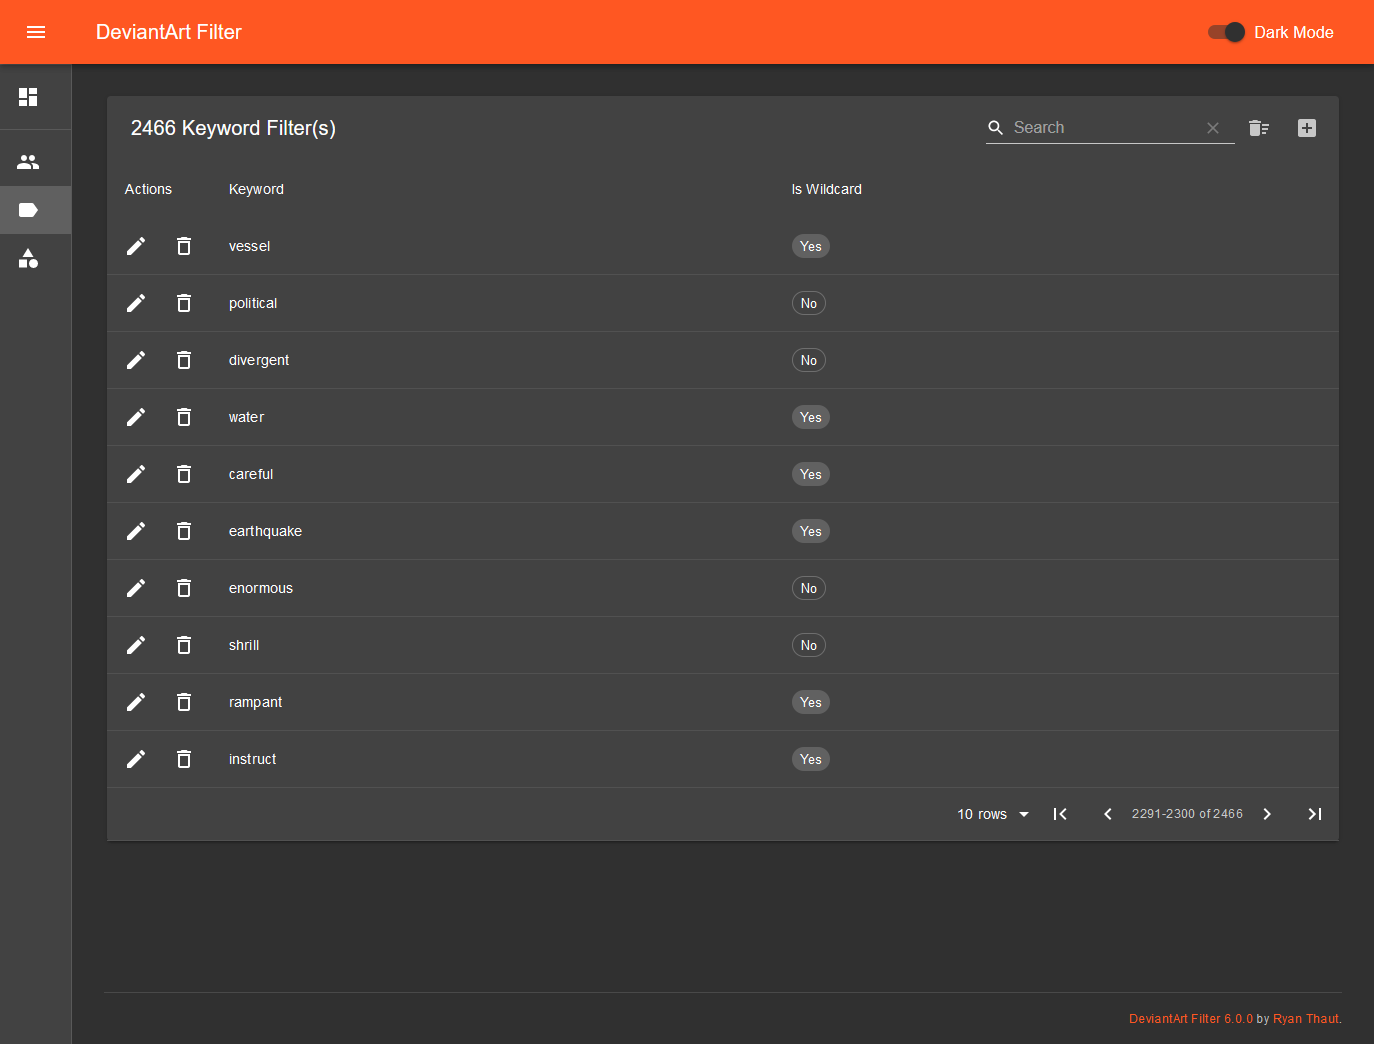 DeviantArt Filter
Dark Mode
2466 Keyword Filter(s)
Search
Actions Keyword Is Wildcard
vessel Yes
political No
divergent No
water Yes
careful Yes
earthquake Yes
enormous No
shrill No
rampant Yes
instruct Yes
10 rows 2291-2300 of 2466
DeviantArt Filter 6.0.0 by Ryan Thaut.